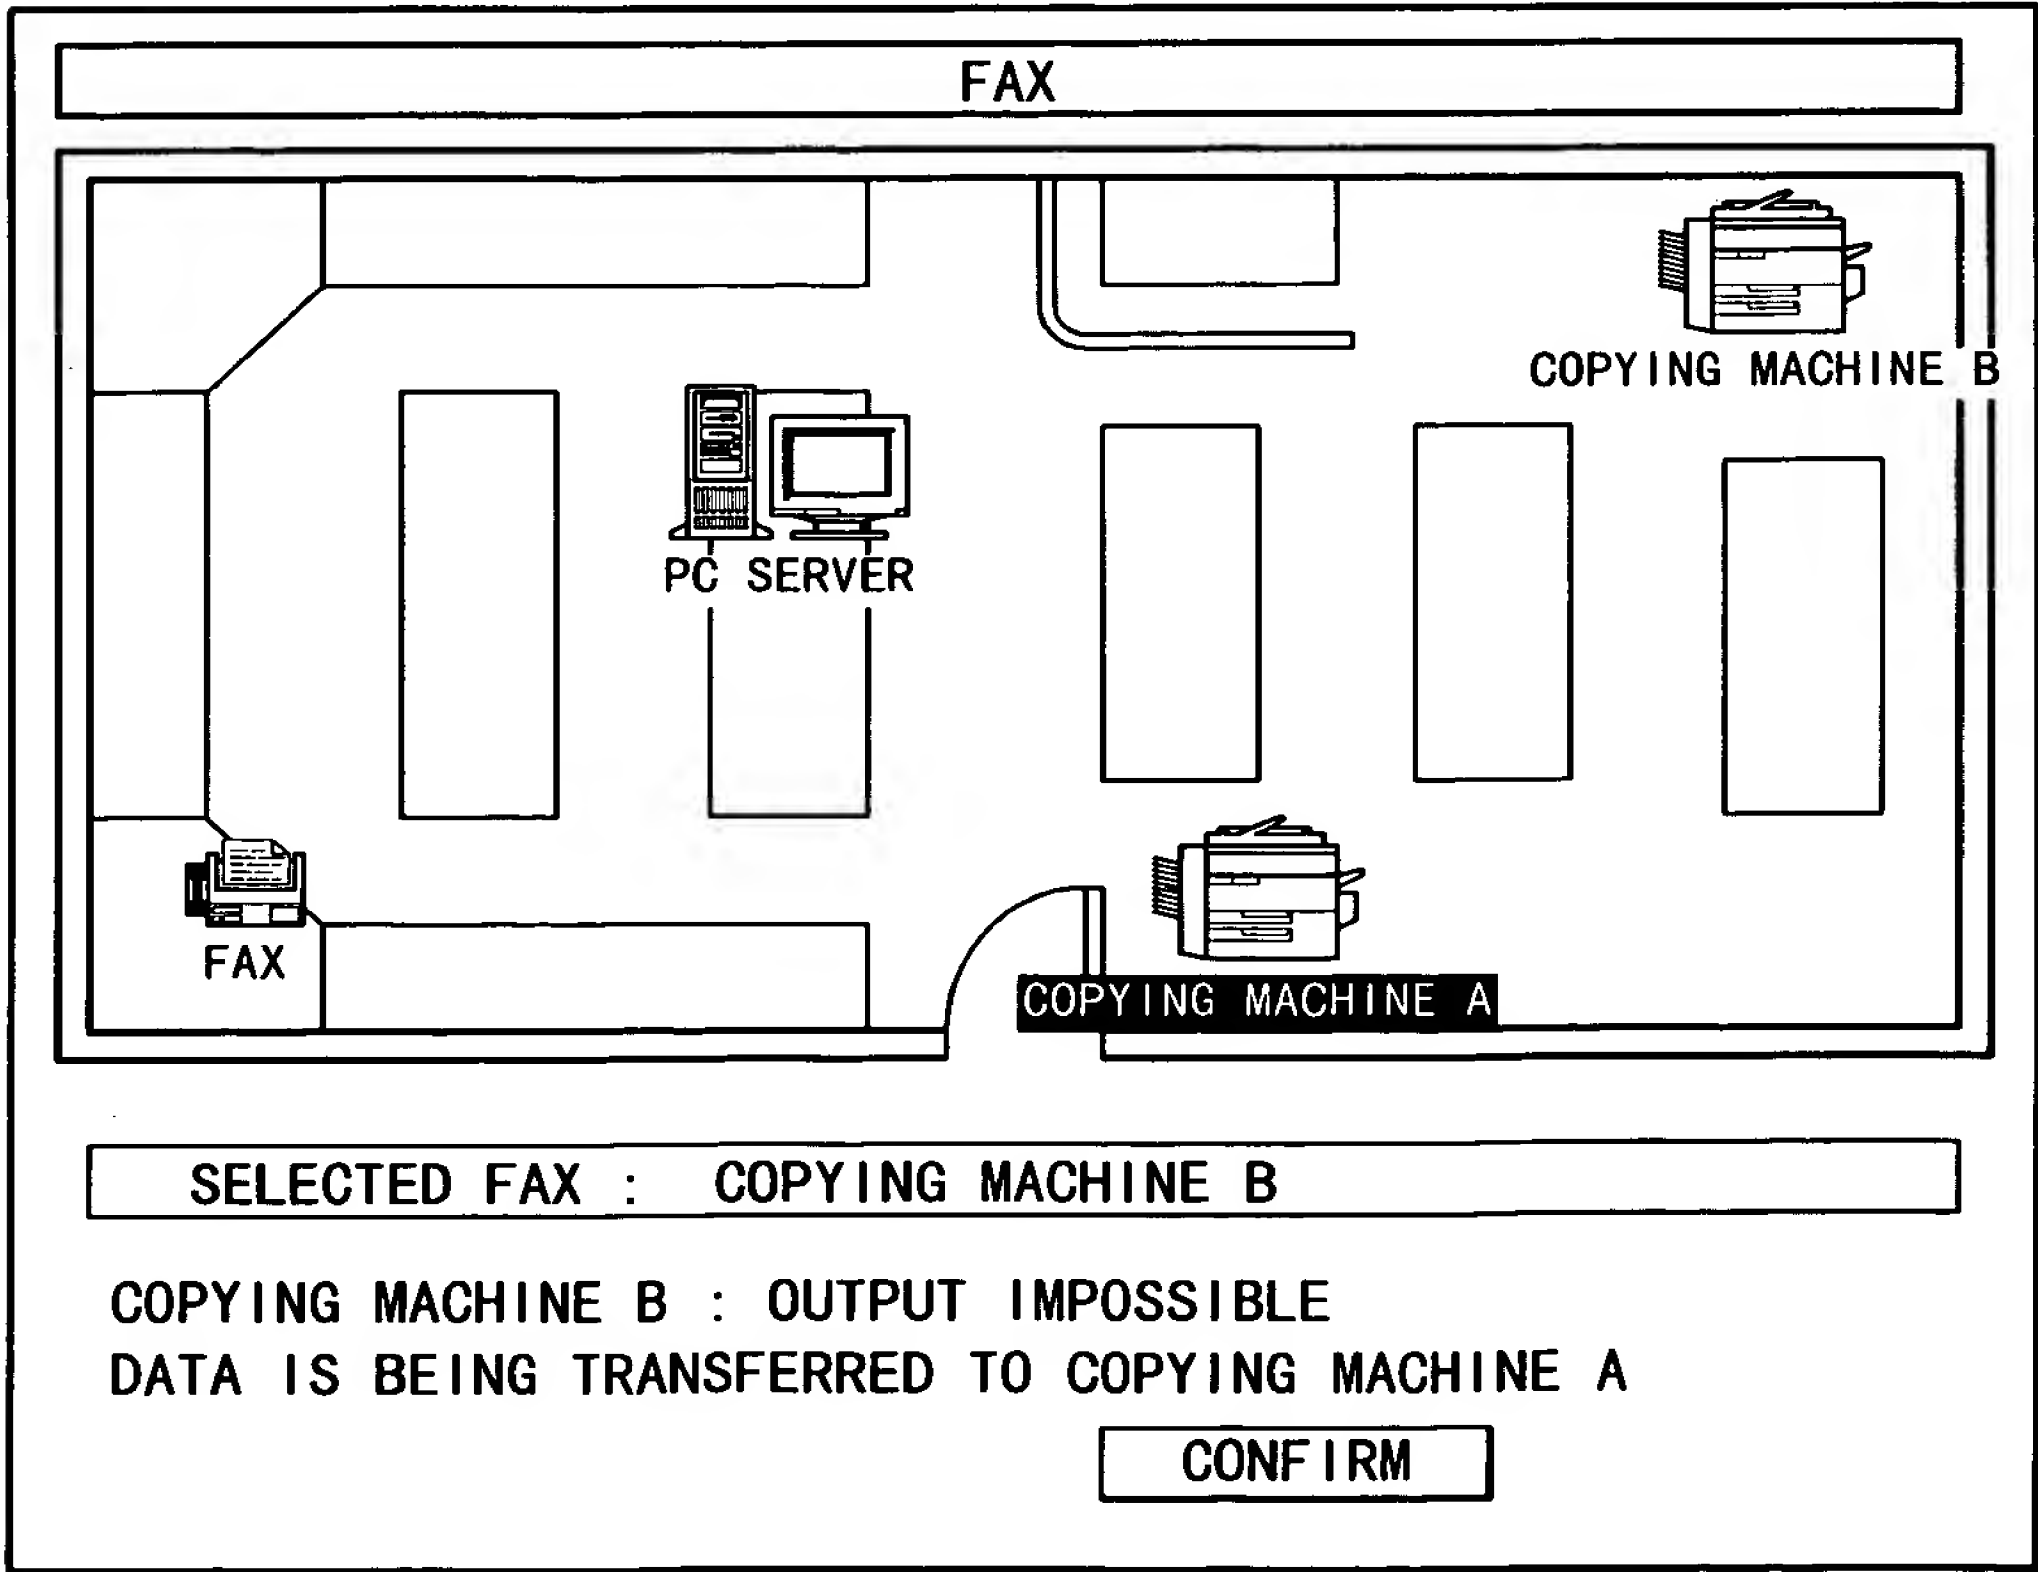 FAX
COPYING MACHINE B
PC SERVER
FAX
COPYING MACHINE A
SELECTED FAX : COPYING MACHINE B
COPYING MACHINE B : OUTPUT IMPOSSIBLE
DATA IS BEING TRANSFERRED TO COPYING MACHINE A
CONFIRM